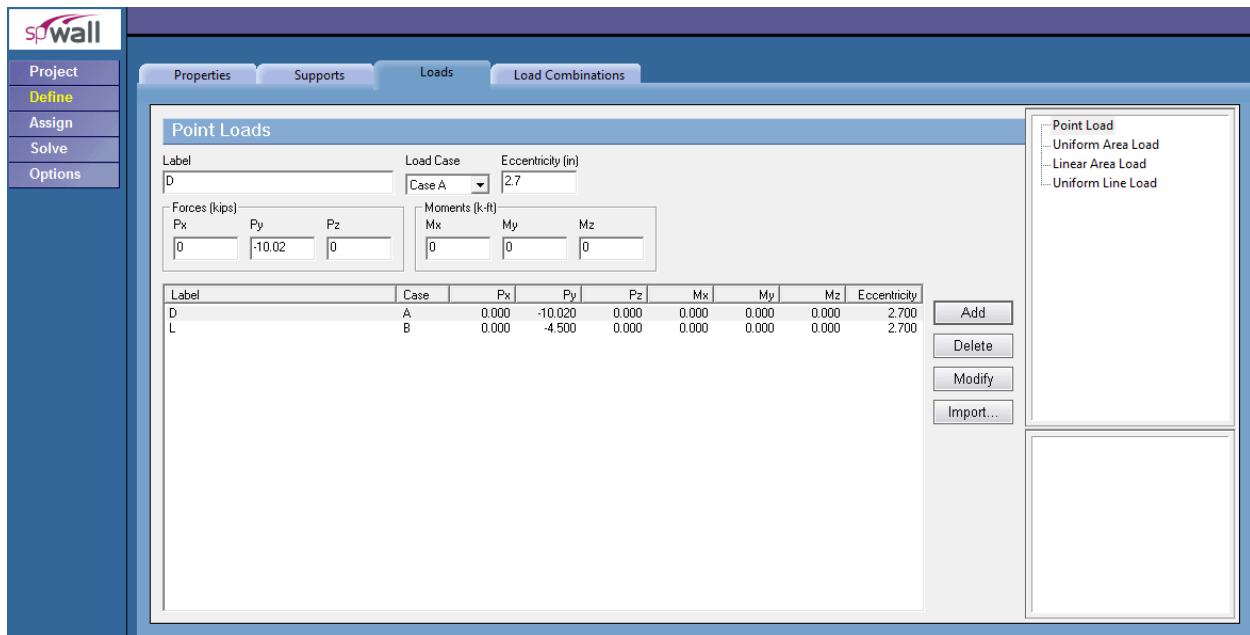 spwall
Project
Define
Assign
Solve
Options
Properties Supports Loads Load Combinations
Point Loads
Label Load Case Eccentricity (in)
D Case A 2.7
Forces (kips) Moments (k-ft)
Px Py Pz Mx My Mz
0 -10.02 0 0 0 0
Label Case Px Py Pz Mx My Mz Eccentricity
D A 0.000 -10.020 0.000 0.000 0.000 0.000 2.700
L B 0.000 -4.500 0.000 0.000 0.000 0.000 2.700
Add
Delete
Modify
Import...
Point Load
Uniform Area Load
Linear Area Load
Uniform Line Load